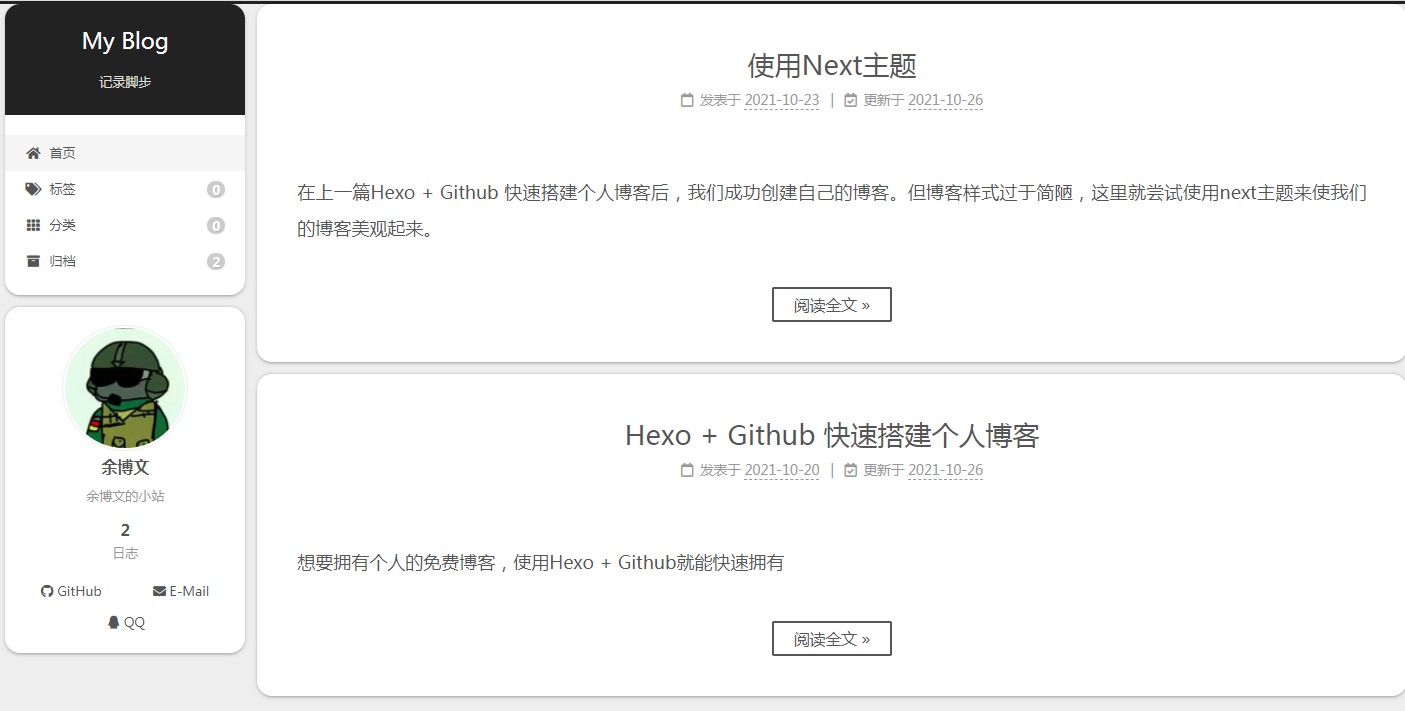 My Blog
记录脚步
首页
标签 0
分类 0
归档 2
余博文
余博文的小站
2
日志
GitHub E-Mail
QQ
使用Next主题
发表于 2021-10-23 | 更新于 2021-10-26
在上一篇Hexo + Github 快速搭建个人博客后，我们成功创建自己的博客。但博客样式过于简陋，这里就尝试使用next主题来使我们
的博客美观起来。
阅读全文 »
Hexo + Github 快速搭建个人博客
发表于 2021-10-20 | 更新于 2021-10-26
想要拥有个人的免费博客，使用Hexo + Github就能快速拥有
阅读全文 »